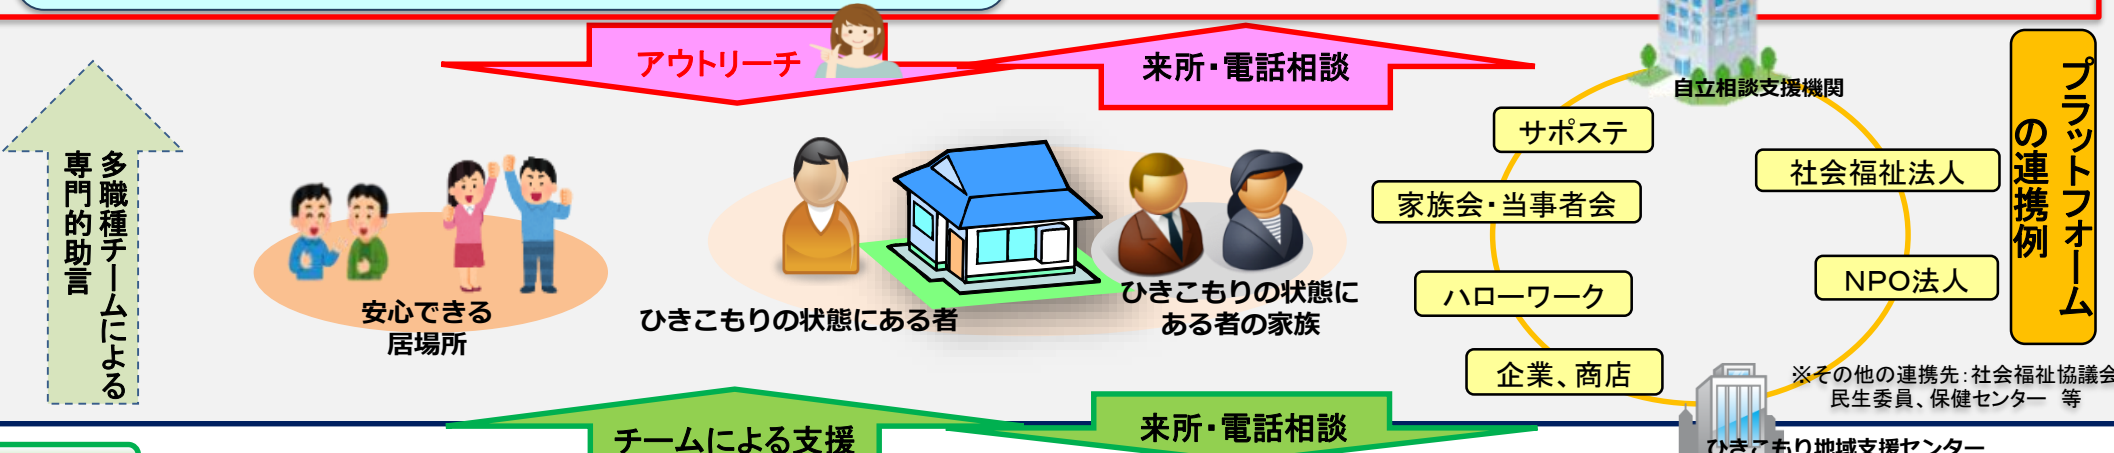 アウトリーチ
来所・電話相談
自立相談支援機関
プラットフォーム
の連携例
多職種チームによる
専門的助言
サポステ
社会福祉法人
家族会・当事者会
NPO法人
ハローワーク
企業、商店
安心できる
居場所
ひきこもりの状態にある者
ひきこもりの状態に
ある者の家族
※その他の連携先：社会福祉協議会
民生委員、保健センター 等
チームによる支援
来所・電話相談
ひきこもり地域支援センター